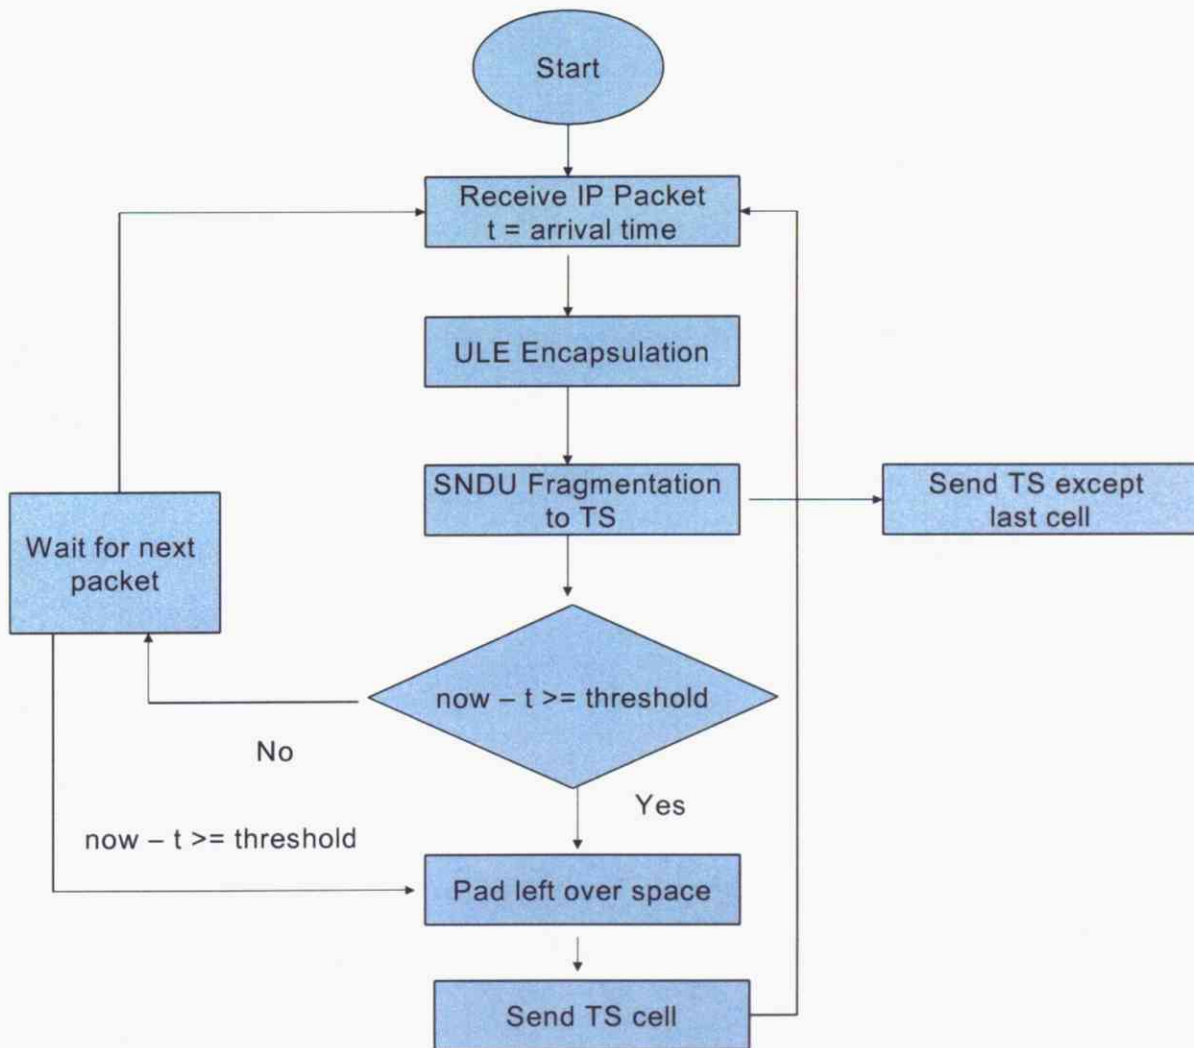 Start
Receive IP Packet
t = arrival time
ULE Encapsulation
SNDU Fragmentation
to TS
Send TS except
last cell
Wait for next
packet
now – t >= threshold
No
Yes
now – t >= threshold
Pad left over space
Send TS cell